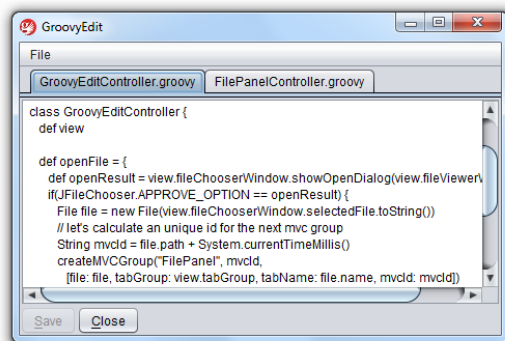 GroovyEdit
File
GroovyEditController.groovy FilePanelController.groovy
class GroovyEditController {
def view
def openFile = {
def openResult = view.fileChooserWindow.showOpenDialog(view.fileViewerW
if(JFileChooser.APPROVE_OPTION == openResult) {
File file = new File(view.fileChooserWindow.selectedFile.toString())
// let's calculate an unique id for the next mvc group
String mvcId = file.path + System.currentTimeMillis()
createMVCGroup("FilePanel", mvcId,
[file: file, tabGroup: view.tabGroup, tabName: file.name, mvcId: mvcId])
Save Close